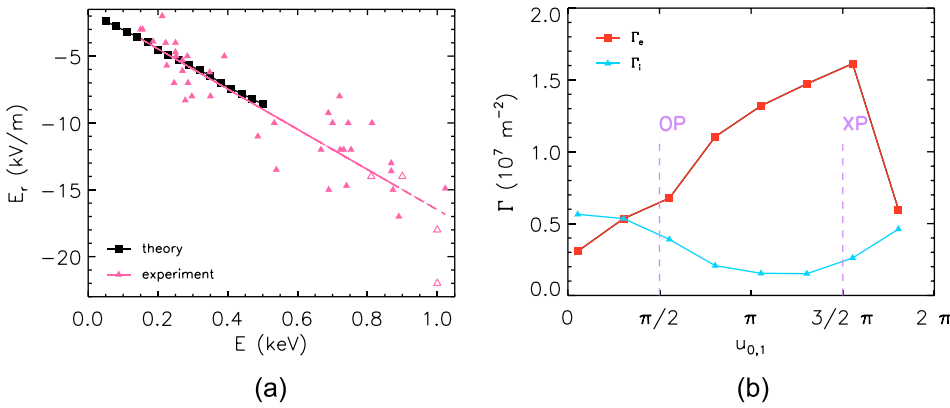 E_r (kV/m)
-5
-10
-15
-20
theory
experiment
0.0 0.2 0.4 0.6 0.8 1.0
E (keV)
(a)
Γ (10^7 m^-2)
2.0
1.5
1.0
0.5
0.0
Γ_e
Γ_i
OP
XP
0 π/2 π 3/2 π 2 π
u_0,1
(b)